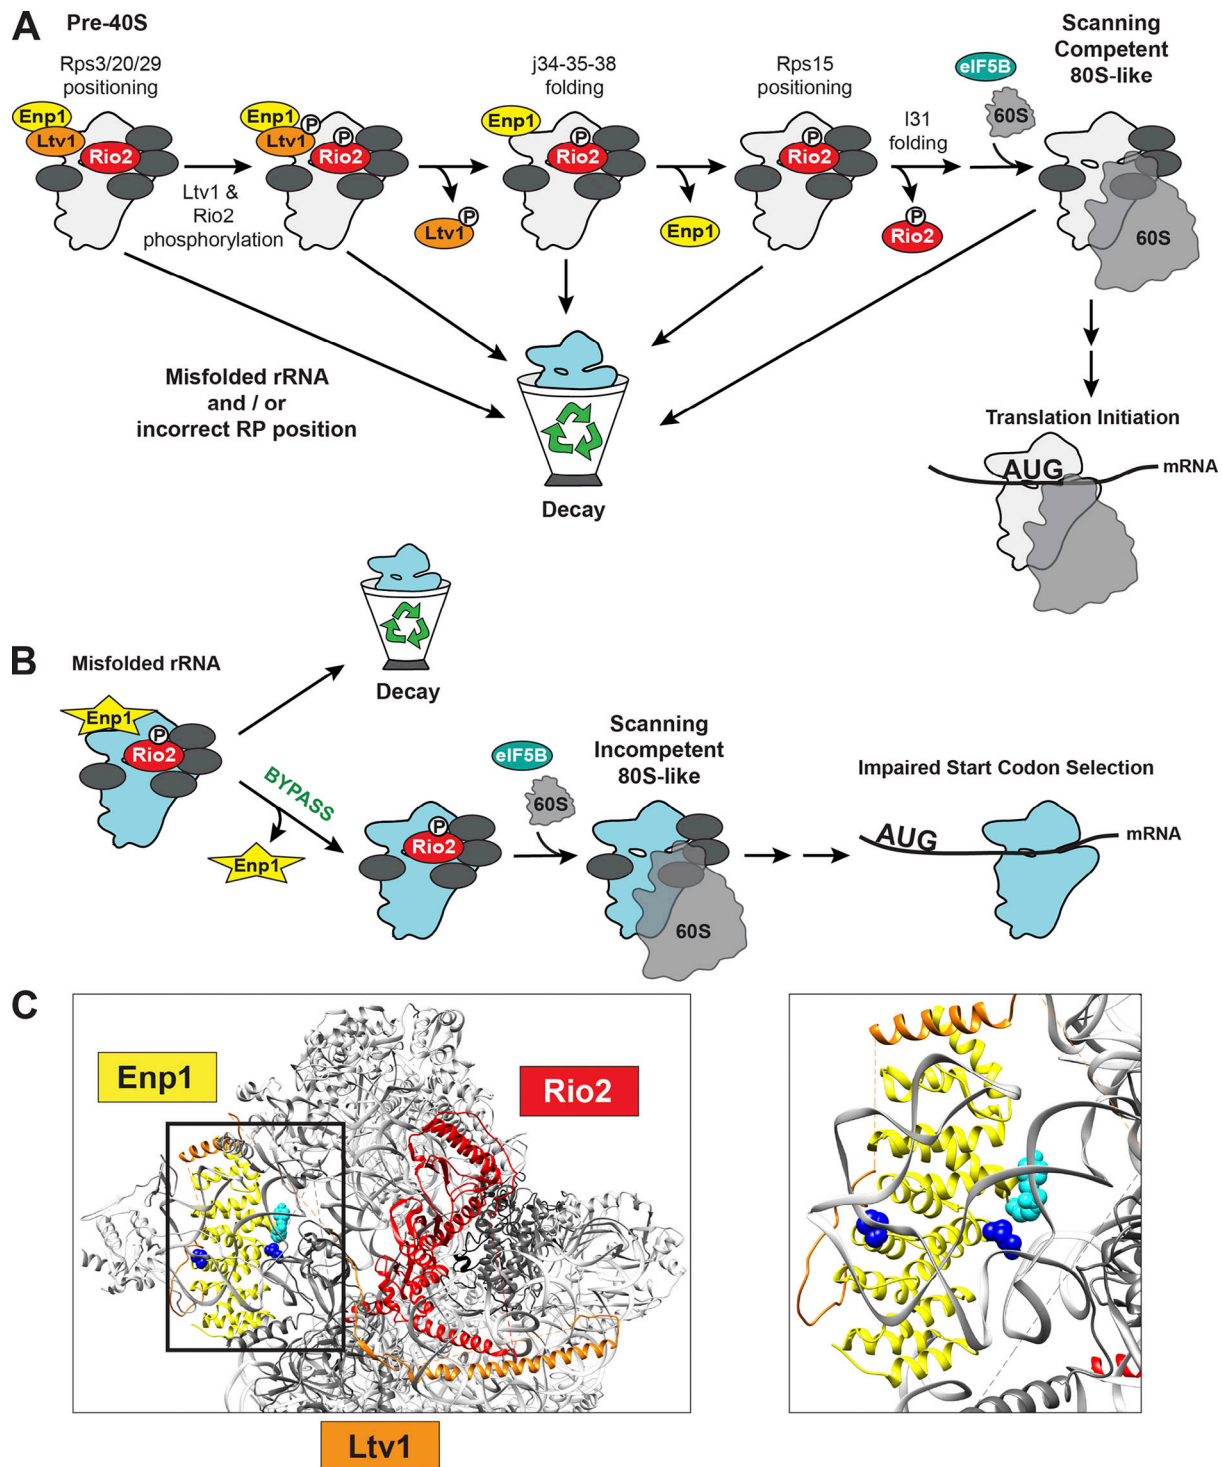 A
Pre-40S
Rps3/20/29
positioning
Enp1
Ltv1
Rio2
Ltv1 &
Rio2
phosphorylation
Enp1
Ltv1
P
P
Rio2
P
Ltv1
j34-35-38
folding
Enp1
P
Rio2
Enp1
Rps15
positioning
P
Rio2
l31
folding
P
Rio2
eIF5B
60S
Scanning
Competent
80S-like
60S
Misfolded rRNA
and / or
incorrect RP position
Decay
Translation Initiation
AUG
mRNA
B
Misfolded rRNA
Enp1
P
Rio2
Decay
BYPASS
Enp1
P
Rio2
eIF5B
60S
Scanning
Incompetent
80S-like
60S
Impaired Start Codon Selection
AUG
mRNA
C
Enp1
Rio2
Ltv1